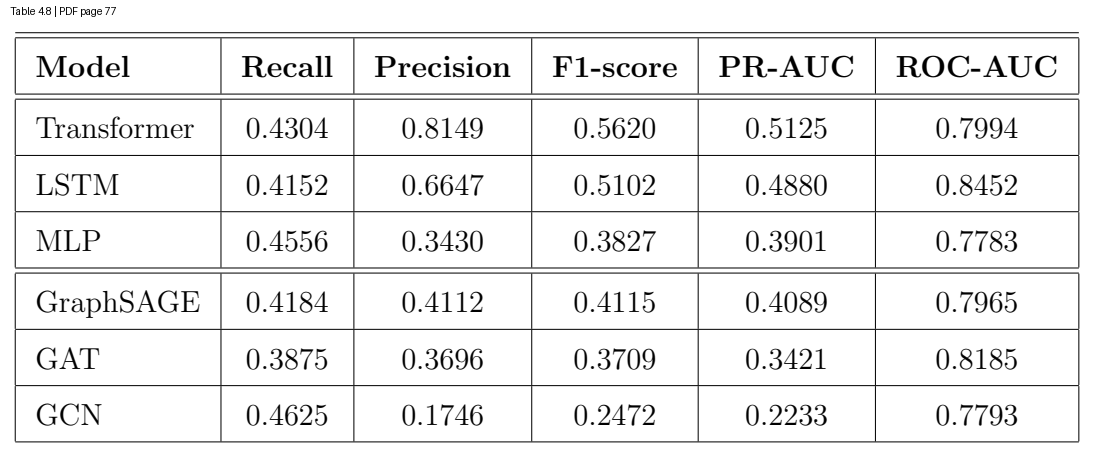 Table 4.8 | PDF page 77
Model Recall Precision F1-score PR-AUC ROC-AUC
Transformer 0.4304 0.8149 0.5620 0.5125 0.7994
LSTM 0.4152 0.6647 0.5102 0.4880 0.8452
MLP 0.4556 0.3430 0.3827 0.3901 0.7783
GraphSAGE 0.4184 0.4112 0.4115 0.4089 0.7965
GAT 0.3875 0.3696 0.3709 0.3421 0.8185
GCN 0.4625 0.1746 0.2472 0.2233 0.7793